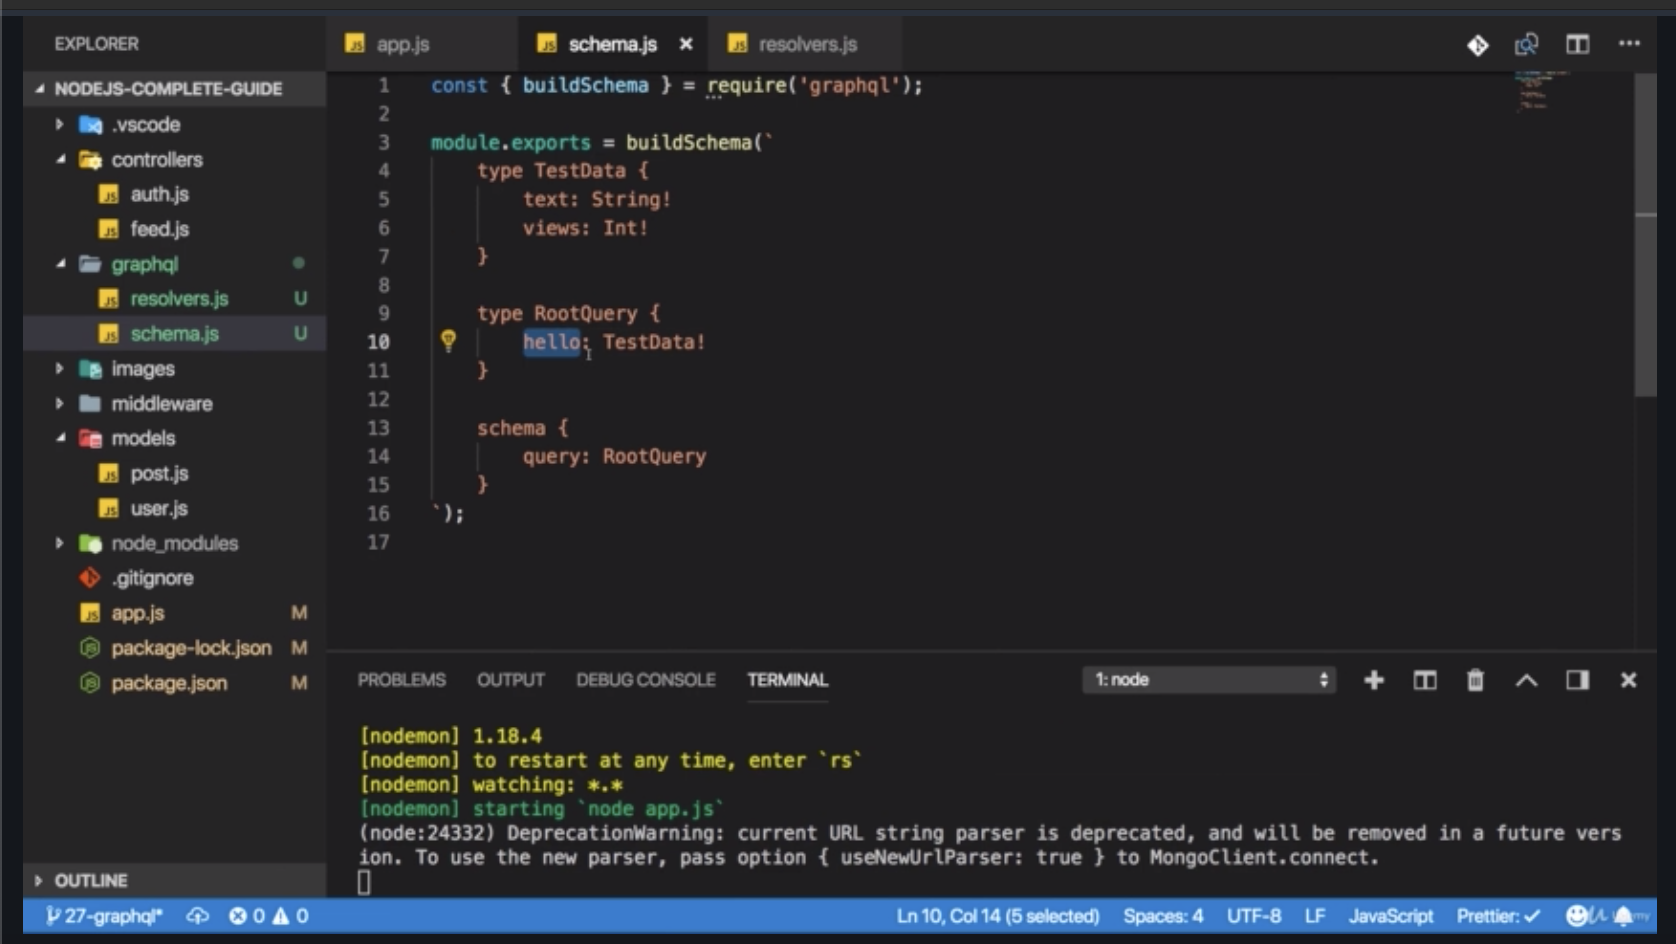 EXPLORER
app.js
schema.js
resolvers.js
NODEJS-COMPLETE-GUIDE
.vscode
controllers
auth.js
feed.js
graphql
resolvers.js U
schema.js U
images
middleware
models
post.js
user.js
node_modules
.gitignore
app.js M
package-lock.json M
package.json M
OUTLINE
1 const { buildSchema } = require('graphql');
2
3 module.exports = buildSchema(`
4 type TestData {
5 text: String!
6 views: Int!
7 }
8
9 type RootQuery {
10 hello: TestData!
11 }
12
13 schema {
14 query: RootQuery
15 }
16 `);
17
PROBLEMS OUTPUT DEBUG CONSOLE TERMINAL 1: node
[nodemon] 1.18.4
[nodemon] to restart at any time, enter `rs`
[nodemon] watching: *.*
[nodemon] starting `node app.js`
(node:24332) DeprecationWarning: current URL string parser is deprecated, and will be removed in a future vers
ion. To use the new parser, pass option { useNewUrlParser: true } to MongoClient.connect.
27-graphql* 0 0 Ln 10, Col 14 (5 selected) Spaces: 4 UTF-8 LF JavaScript Prettier: ✓